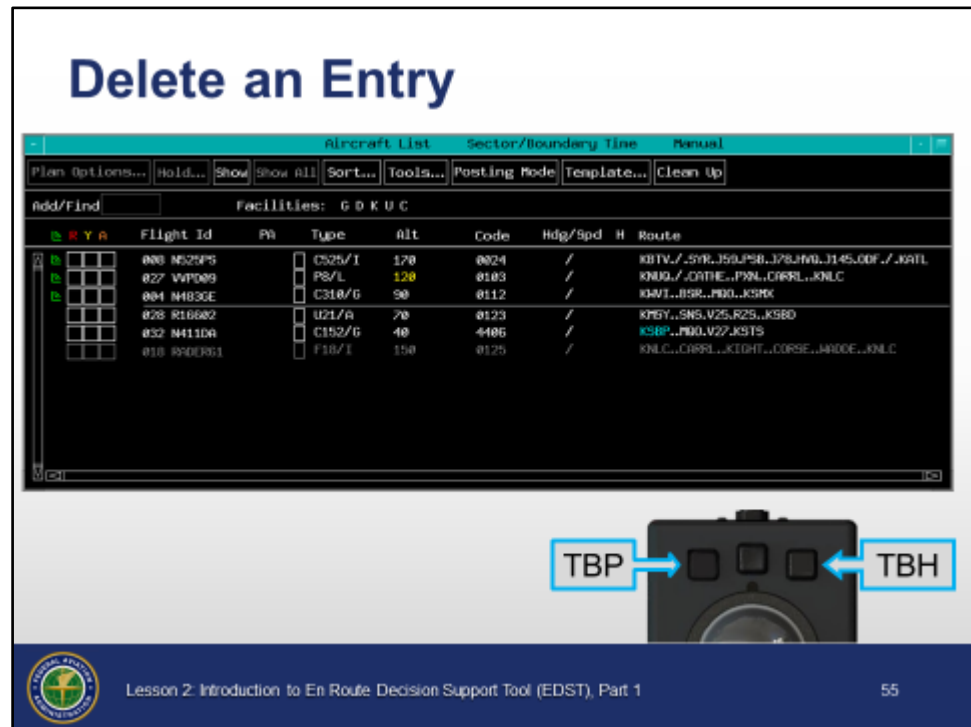 Delete an Entry
Aircraft List Sector/Boundary Time Manual
Plan Options... Hold... Show Show All Sort... Tools... Posting Mode Template... Clean Up
Add/Find Facilities: G D K U C
R Y A Flight Id PA Type Alt Code Hdg/Spd H Route
008 N525PS C525/I 170 0024 / KBTV./.SYR.J59.PSB.J78.HVQ.J145.ODF./.KATL
027 VVPD09 P8/L 120 0103 / KNUQ./.CATHE..PXN..CARRL..KNLC
004 N483GE C310/G 90 0112 / KWVI..BSR..MQO..KSMX
028 R16602 U21/A 70 0123 / KMRY..SNS.V25.RZS..KSBD
032 N411DA C152/G 40 4406 / KSBP..MQO.V27.KSTS
018 RADER61 F18/I 150 0125 / KNLC..CARRL..KIGHT..CORSE..WADDE..KNLC
TBP TBH
FEDERAL AVIATION ADMINISTRATION
Lesson 2: Introduction to En Route Decision Support Tool (EDST), Part 1 55